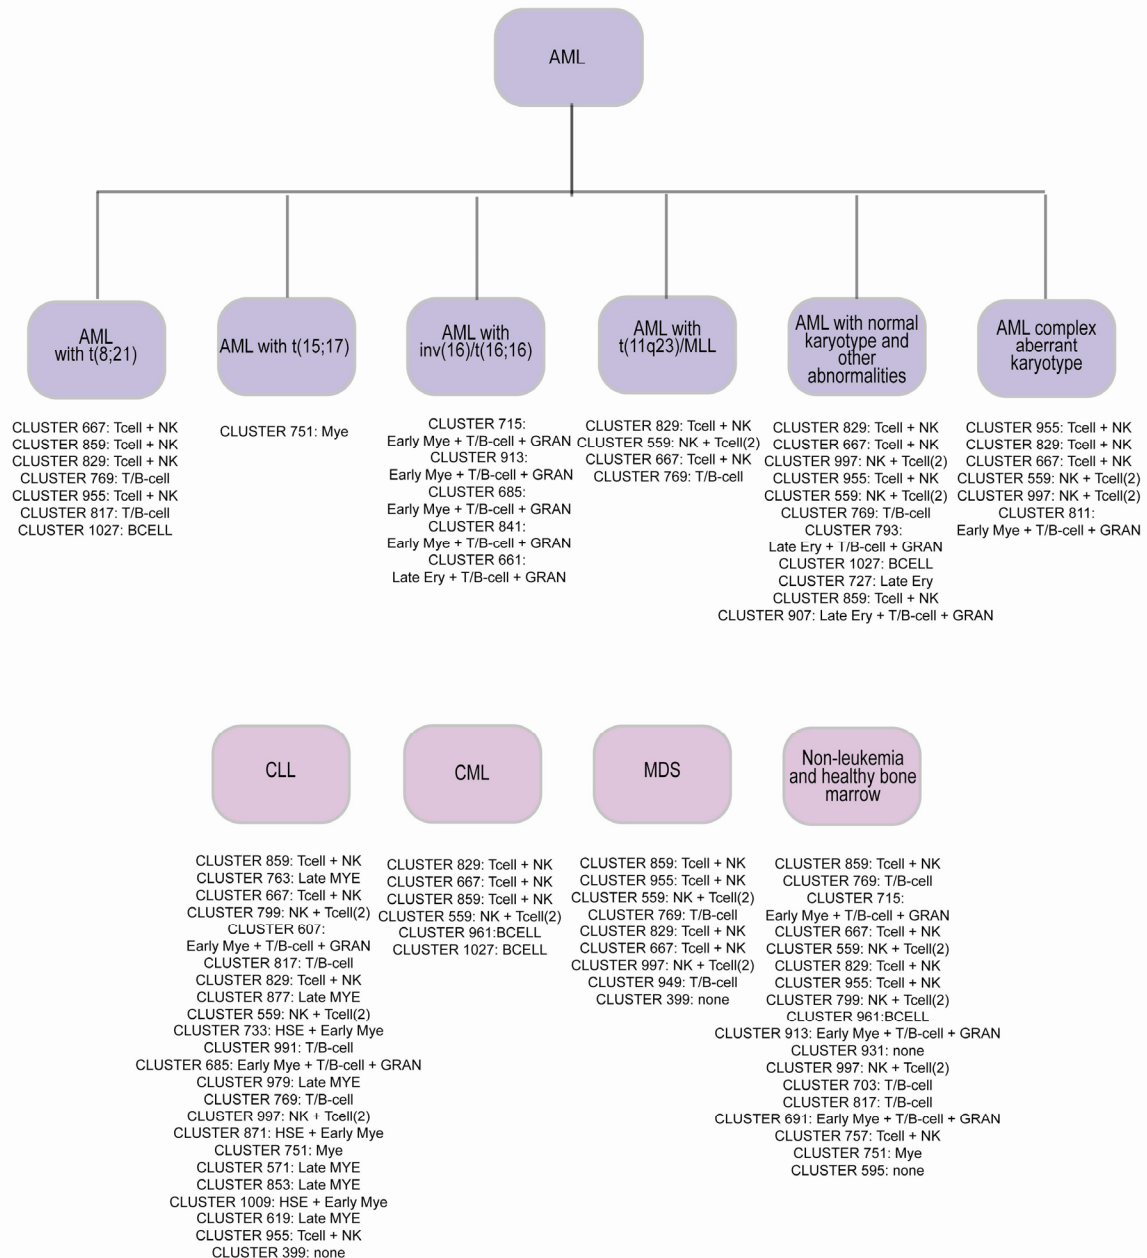 AML
AML
with t(8;21)
AML with t(15;17)
AML with
inv(16)/t(16;16)
AML with
t(11q23)/MLL
AML with normal
karyotype and
other
abnormalities
AML complex
aberrant
karyotype
CLUSTER 667: Tcell + NK
CLUSTER 859: Tcell + NK
CLUSTER 829: Tcell + NK
CLUSTER 769: T/B-cell
CLUSTER 955: Tcell + NK
CLUSTER 817: T/B-cell
CLUSTER 1027: BCELL
CLUSTER 751: Mye
CLUSTER 715:
Early Mye + T/B-cell + GRAN
CLUSTER 913:
Early Mye + T/B-cell + GRAN
CLUSTER 685:
Early Mye + T/B-cell + GRAN
CLUSTER 841:
Early Mye + T/B-cell + GRAN
CLUSTER 661:
Late Ery + T/B-cell + GRAN
CLUSTER 829: Tcell + NK
CLUSTER 559: NK + Tcell(2)
CLUSTER 667: Tcell + NK
CLUSTER 769: T/B-cell
CLUSTER 829: Tcell + NK
CLUSTER 667: Tcell + NK
CLUSTER 997: NK + Tcell(2)
CLUSTER 955: Tcell + NK
CLUSTER 559: NK + Tcell(2)
CLUSTER 769: T/B-cell
CLUSTER 793:
Late Ery + T/B-cell + GRAN
CLUSTER 1027: BCELL
CLUSTER 727: Late Ery
CLUSTER 859: Tcell + NK
CLUSTER 907: Late Ery + T/B-cell + GRAN
CLUSTER 955: Tcell + NK
CLUSTER 829: Tcell + NK
CLUSTER 667: Tcell + NK
CLUSTER 559: NK + Tcell(2)
CLUSTER 997: NK + Tcell(2)
CLUSTER 811:
Early Mye + T/B-cell + GRAN
CLL
CML
MDS
Non-leukemia
and healthy bone
marrow
CLUSTER 859: Tcell + NK
CLUSTER 763: Late MYE
CLUSTER 667: Tcell + NK
CLUSTER 799: NK + Tcell(2)
CLUSTER 607:
Early Mye + T/B-cell + GRAN
CLUSTER 817: T/B-cell
CLUSTER 829: Tcell + NK
CLUSTER 877: Late MYE
CLUSTER 559: NK + Tcell(2)
CLUSTER 733: HSE + Early Mye
CLUSTER 991: T/B-cell
CLUSTER 685: Early Mye + T/B-cell + GRAN
CLUSTER 979: Late MYE
CLUSTER 769: T/B-cell
CLUSTER 997: NK + Tcell(2)
CLUSTER 871: HSE + Early Mye
CLUSTER 751: Mye
CLUSTER 571: Late MYE
CLUSTER 853: Late MYE
CLUSTER 1009: HSE + Early Mye
CLUSTER 619: Late MYE
CLUSTER 955: Tcell + NK
CLUSTER 399: none
CLUSTER 829: Tcell + NK
CLUSTER 667: Tcell + NK
CLUSTER 859: Tcell + NK
CLUSTER 559: NK + Tcell(2)
CLUSTER 961:BCELL
CLUSTER 1027: BCELL
CLUSTER 859: Tcell + NK
CLUSTER 955: Tcell + NK
CLUSTER 559: NK + Tcell(2)
CLUSTER 769: T/B-cell
CLUSTER 829: Tcell + NK
CLUSTER 667: Tcell + NK
CLUSTER 997: NK + Tcell(2)
CLUSTER 949: T/B-cell
CLUSTER 399: none
CLUSTER 859: Tcell + NK
CLUSTER 769: T/B-cell
CLUSTER 715:
Early Mye + T/B-cell + GRAN
CLUSTER 667: Tcell + NK
CLUSTER 559: NK + Tcell(2)
CLUSTER 829: Tcell + NK
CLUSTER 955: Tcell + NK
CLUSTER 799: NK + Tcell(2)
CLUSTER 961:BCELL
CLUSTER 913: Early Mye + T/B-cell + GRAN
CLUSTER 931: none
CLUSTER 997: NK + Tcell(2)
CLUSTER 703: T/B-cell
CLUSTER 817: T/B-cell
CLUSTER 691: Early Mye + T/B-cell + GRAN
CLUSTER 757: Tcell + NK
CLUSTER 751: Mye
CLUSTER 595: none